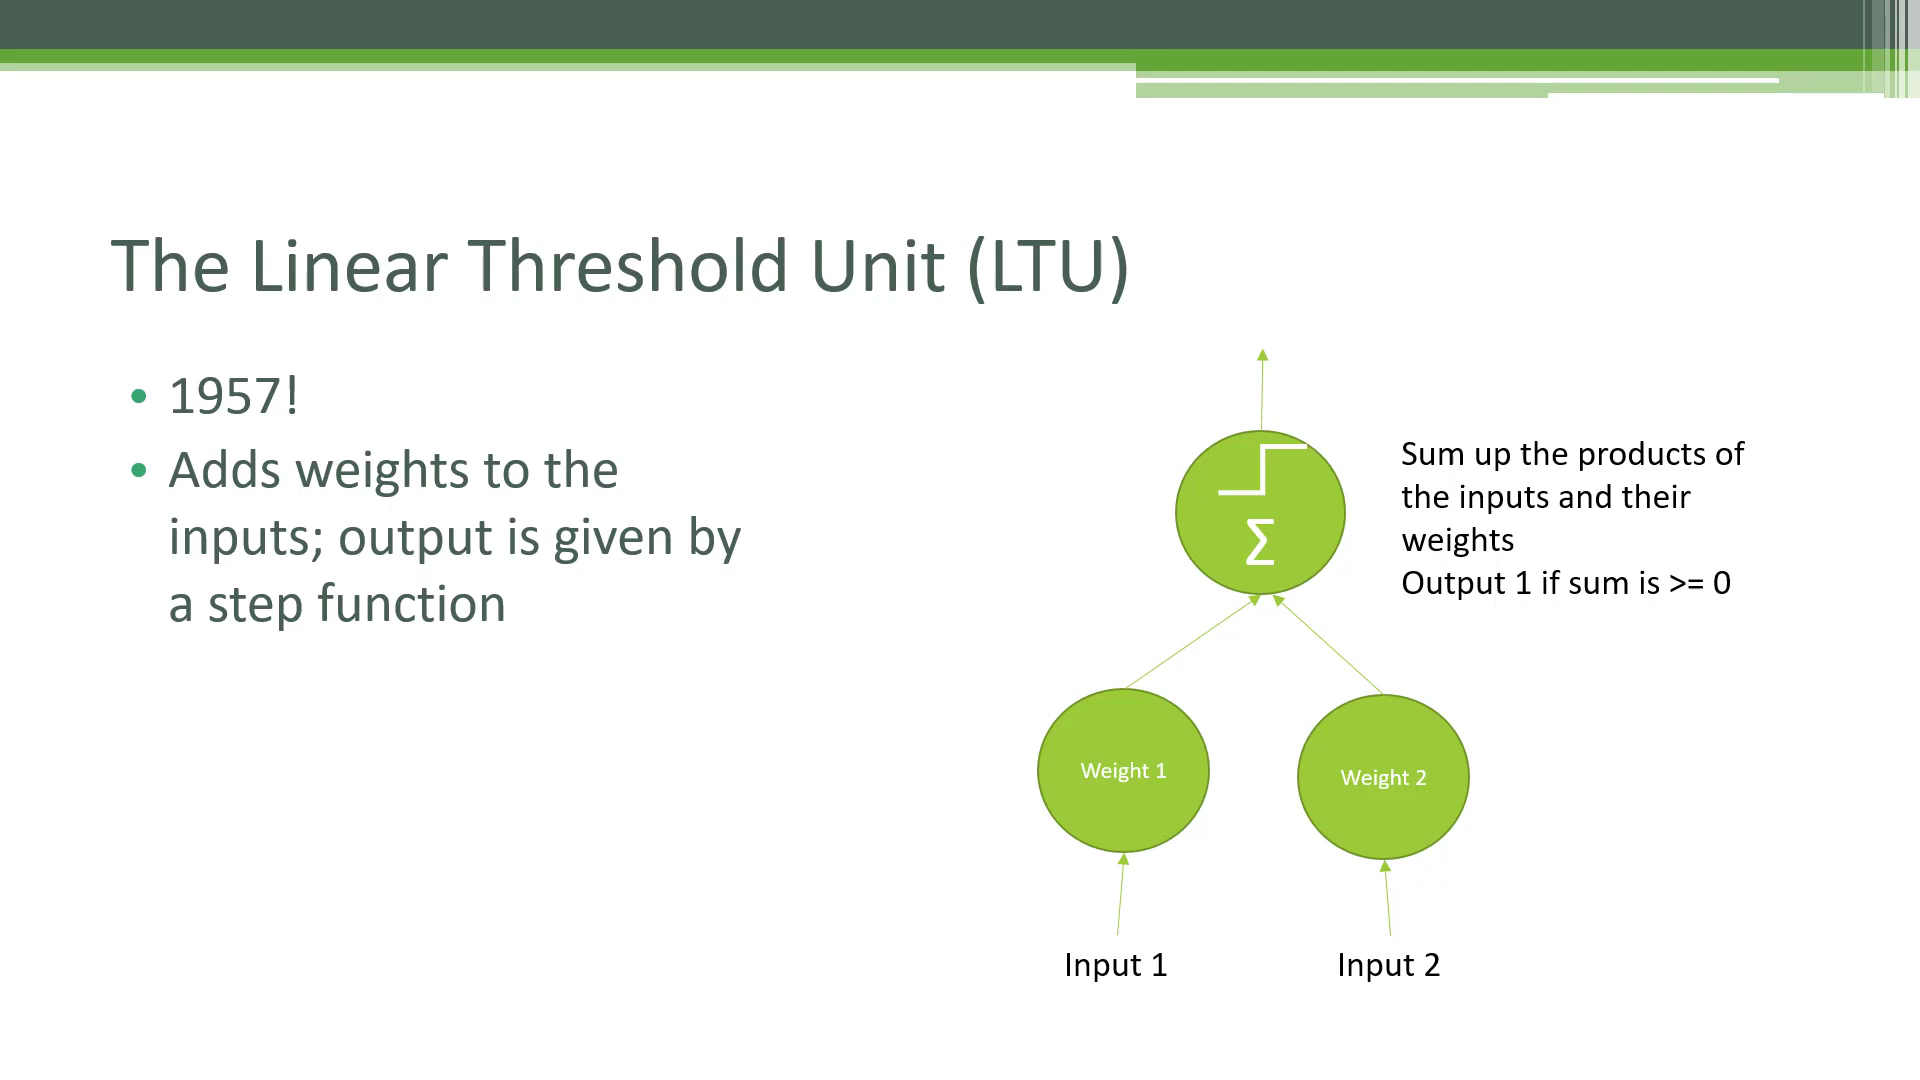 The Linear Threshold Unit (LTU)
• 1957!
• Adds weights to the
inputs; output is given by
a step function
Σ
Sum up the products of
the inputs and their
weights
Output 1 if sum is >= 0
Weight 1
Weight 2
Input 1
Input 2